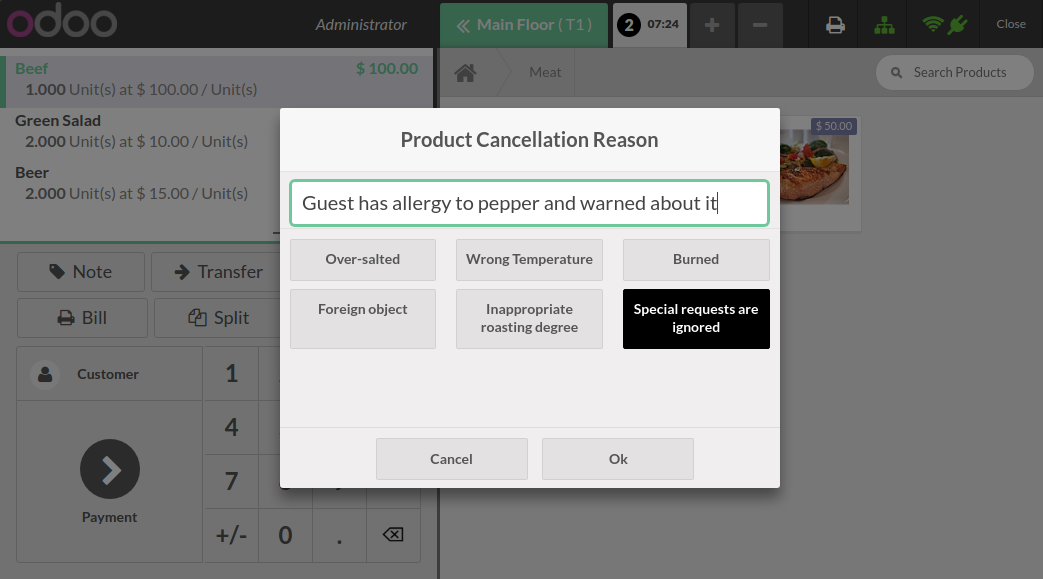 odoo
Administrator
Main Floor ( T1 )
2 07:24
Close
Beef $ 100.00
1.000 Unit(s) at $ 100.00 / Unit(s)
Green Salad
2.000 Unit(s) at $ 10.00 / Unit(s)
Beer
2.000 Unit(s) at $ 15.00 / Unit(s)
Meat
Search Products
$ 50.00
Product Cancellation Reason
Guest has allergy to pepper and warned about it
Over-salted
Wrong Temperature
Burned
Foreign object
Inappropriate
roasting degree
Special requests are
ignored
Cancel
Ok
Note
Transfer
Bill
Split
Customer
Payment
1
4
7
+/- 0 .